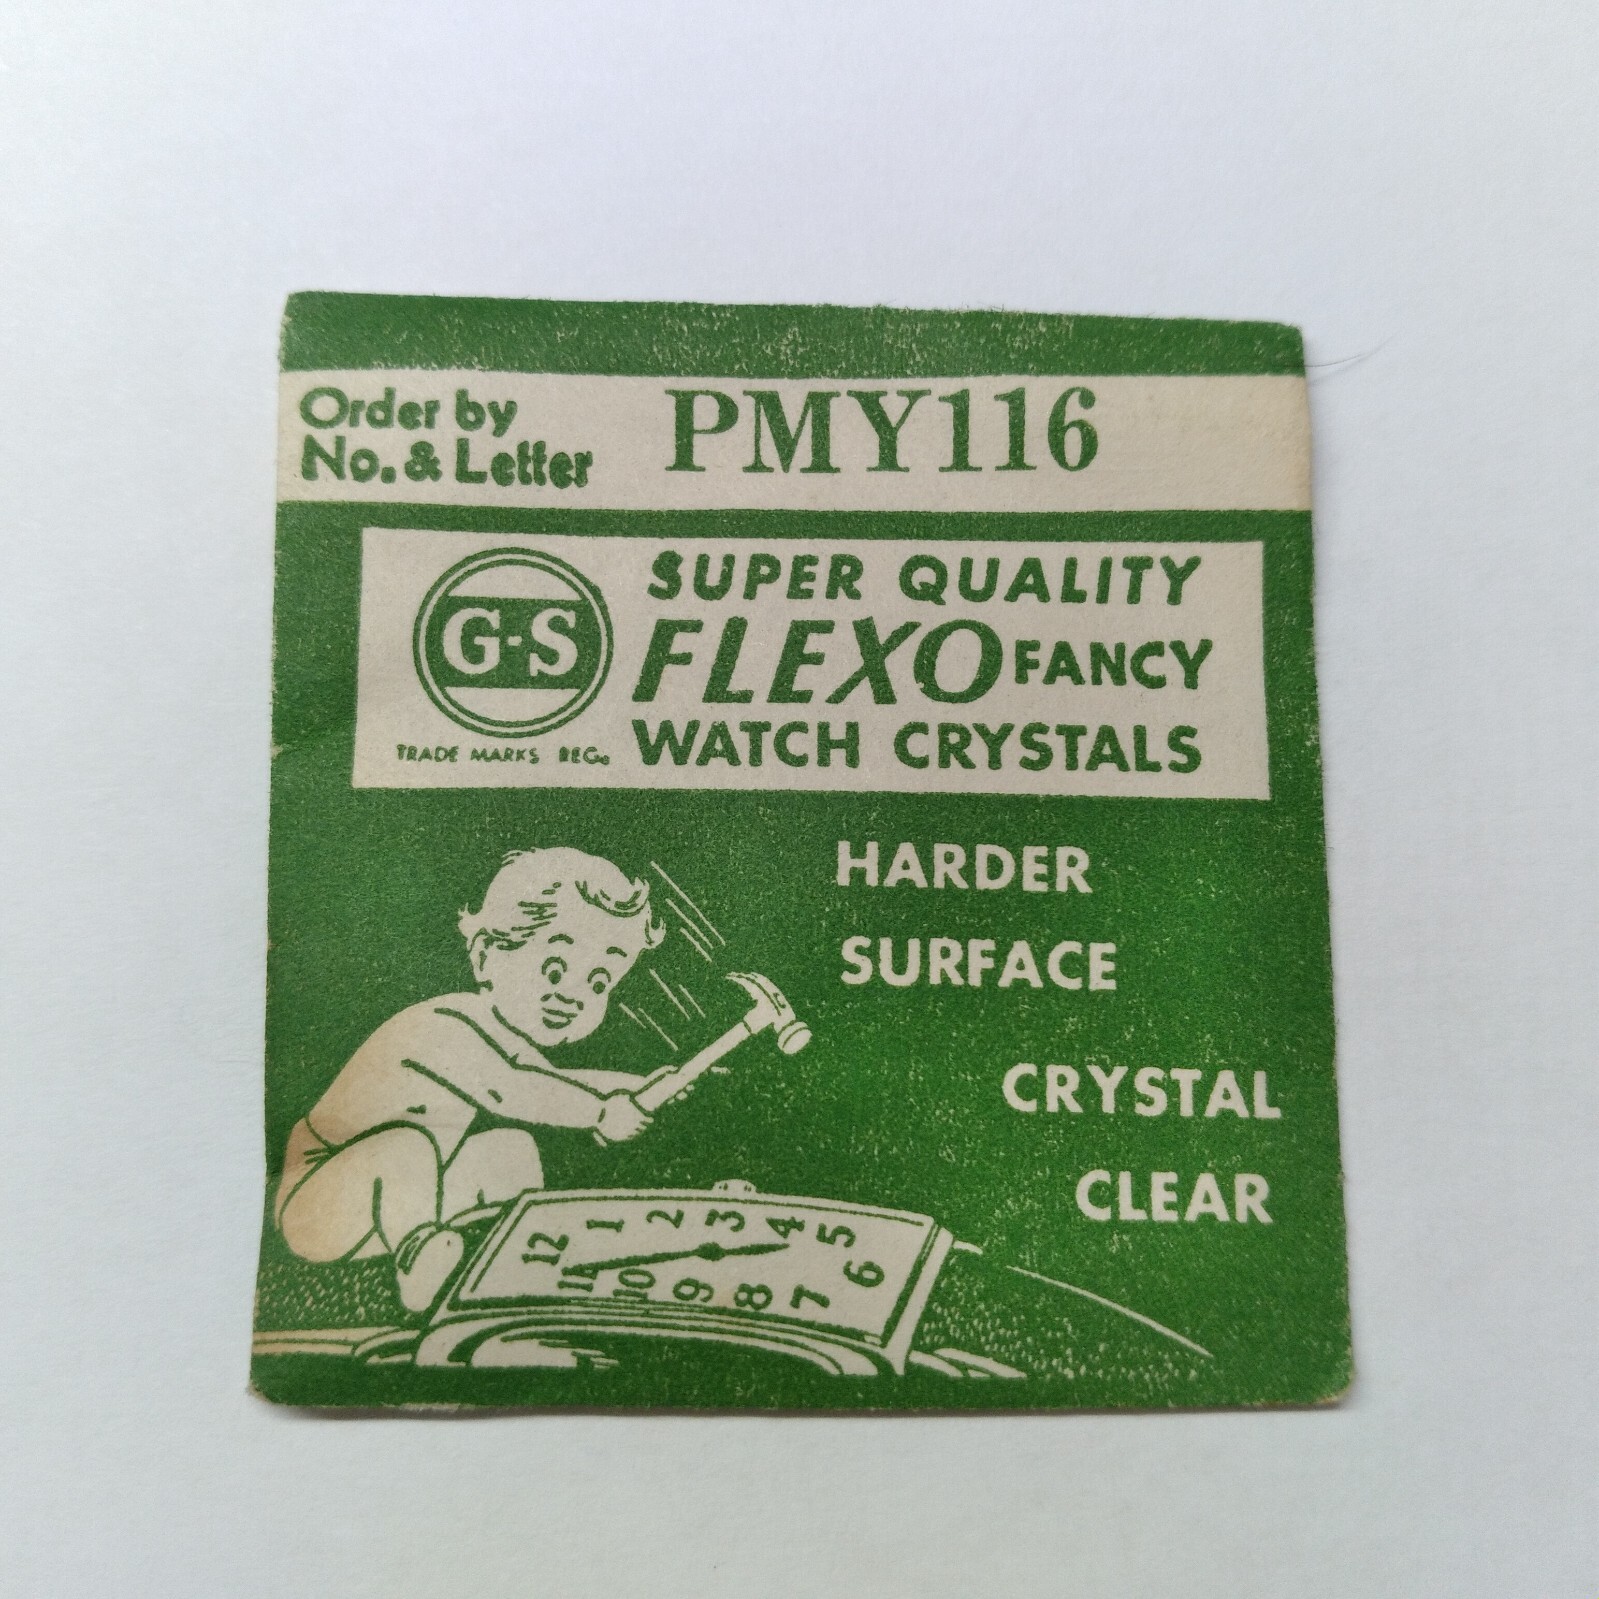 Order by
No. & Letter
PMY116
G-S
TRADE MARKS REG.
SUPER QUALITY
FLEXO FANCY
WATCH CRYSTALS
HARDER
SURFACE
CRYSTAL
CLEAR
12 1 2 3 4 5
11 10 9 8 7 6